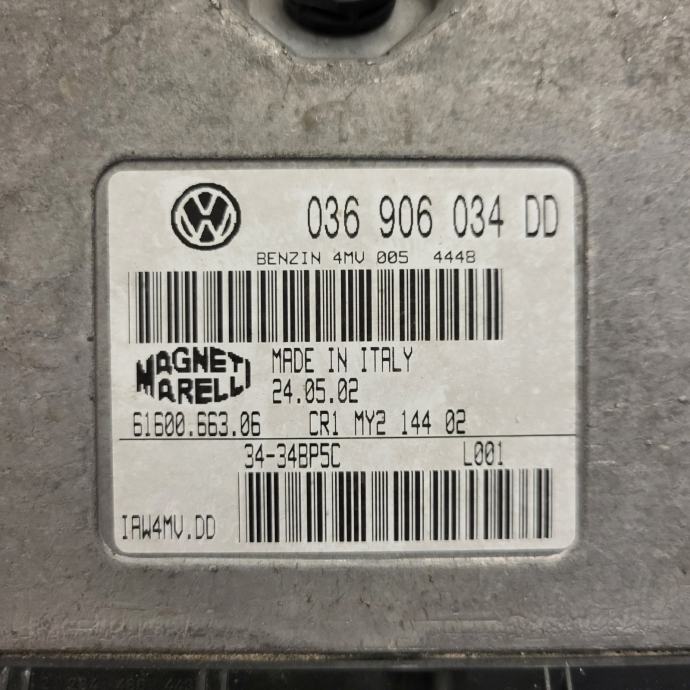 036 906 034 DD
BENZIN 4MV 005 4448
MAGNETI MARELLI
MADE IN ITALY
24.05.02
61600.663.06 CR1 MY2 144 02
34-34BP5C L001
IAW4MV.DD